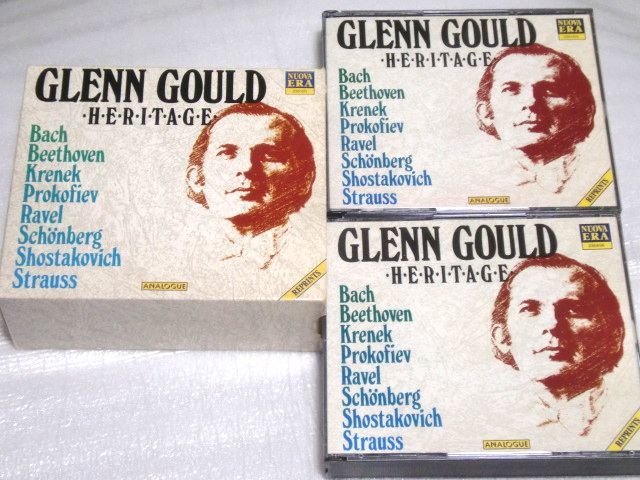 GLENN GOULD
·H·E·R·I·T·A·G·E·
NUOVA
ERA
Bach
Beethoven
Krenek
Prokofiev
Ravel
Schönberg
Shostakovich
Strauss
ANALOGUE
REPRINTS
GLENN GOULD
·H·E·R·I·T·A·G·E·
NUOVA
ERA
Bach
Beethoven
Krenek
Prokofiev
Ravel
Schönberg
Shostakovich
Strauss
ANALOGUE
REPRINTS
GLENN GOULD
·H·E·R·I·T·A·G·E·
NUOVA
ERA
Bach
Beethoven
Krenek
Prokofiev
Ravel
Schönberg
Shostakovich
Strauss
ANALOGUE
REPRINTS